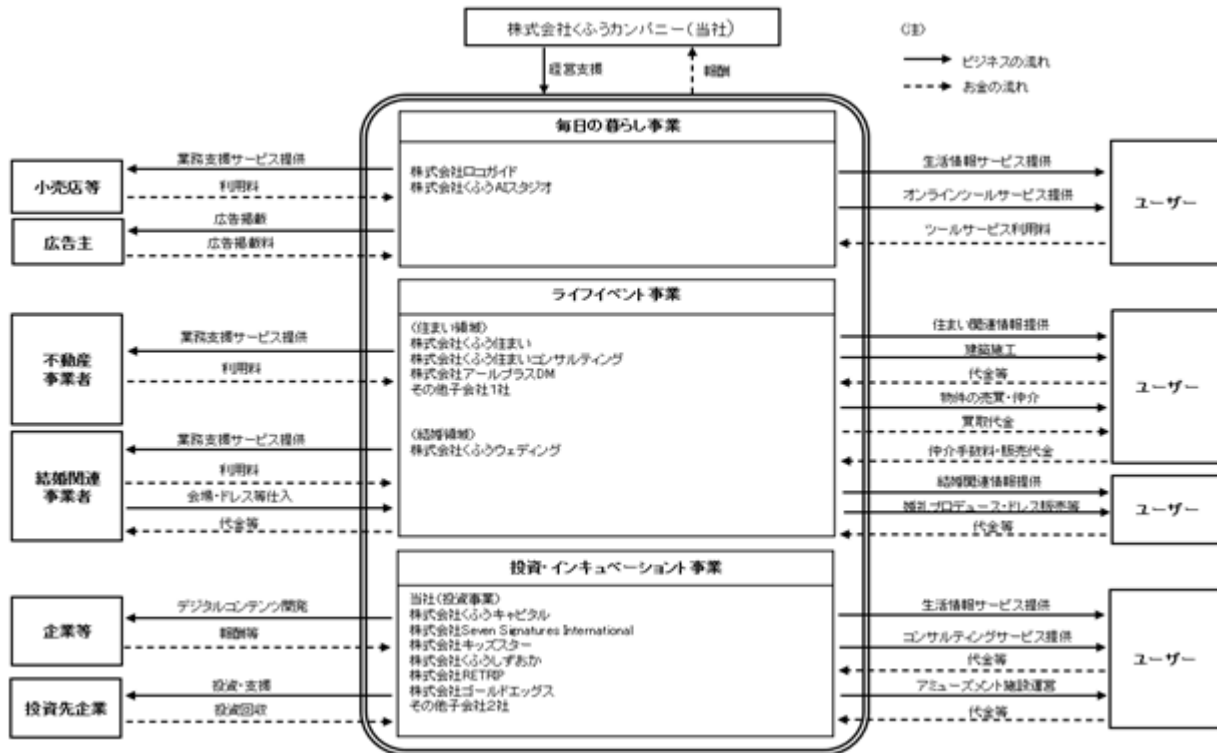 株式会社くふうカンパニー(当社)
(注)
ビジネスの流れ
お金の流れ
経営支援
報酬
毎日の暮らし事業
株式会社ロコガイド
株式会社くふうAIスタジオ
小売店等
業務支援サービス提供
利用料
広告主
広告掲載
広告掲載料
生活情報サービス提供
オンラインツールサービス提供
ツールサービス利用料
ユーザー
ライフイベント事業
(住まい領域)
株式会社くふう住まい
株式会社くふう住まいコンサルティング
株式会社アールプラスDM
その他子会社1社
(結婚領域)
株式会社くふうウェディング
不動産
事業者
業務支援サービス提供
利用料
結婚関連
事業者
業務支援サービス提供
利用料
会場・ドレス等仕入
代金等
住まい関連情報提供
建築施工
代金等
物件の売買・仲介
買取代金
仲介手数料・販売代金
ユーザー
結婚関連情報提供
婚礼プロデュース・ドレス販売等
代金等
ユーザー
投資・インキュベーション事業
当社(投資事業)
株式会社くふうキャピタル
株式会社Seven Signatures International
株式会社キッズスター
株式会社くふうしずおか
株式会社RETRIP
株式会社ゴールドエッグス
その他子会社2社
企業等
デジタルコンテンツ開発
報酬等
投資先企業
投資・支援
投資回収
生活情報サービス提供
コンサルティングサービス提供
代金等
アミューズメント施設運営
代金等
ユーザー